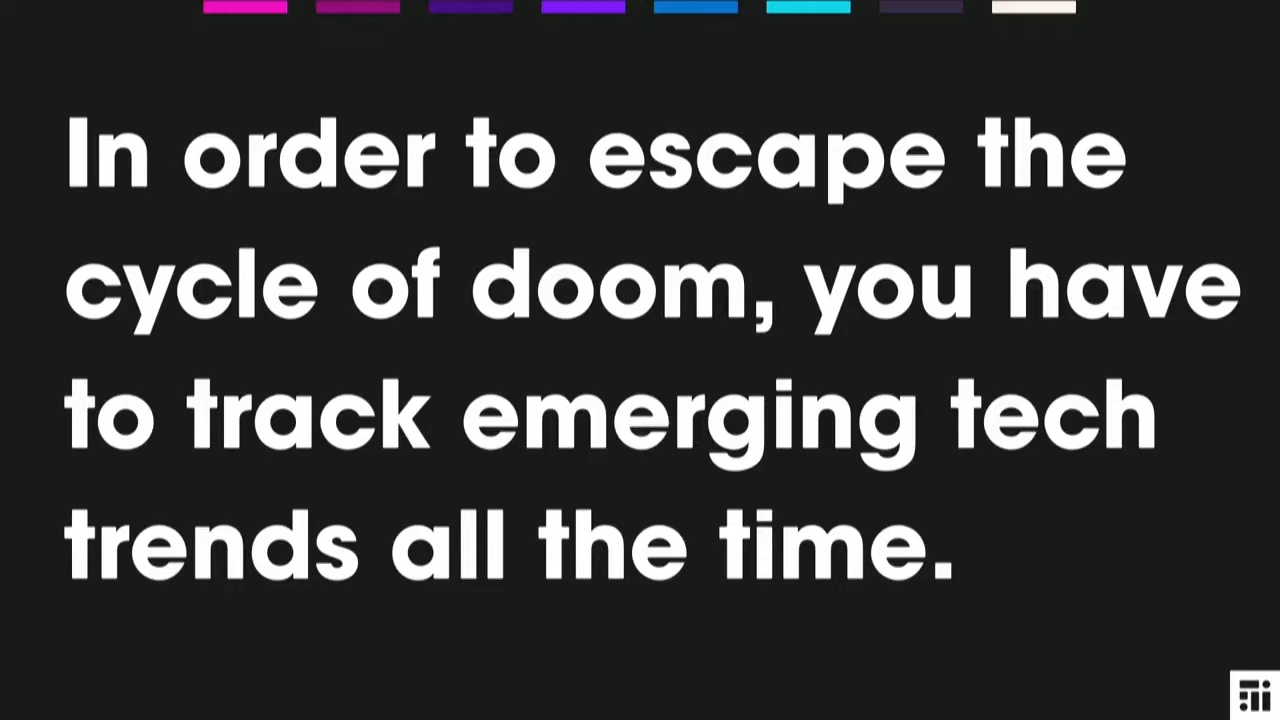 In order to escape the
cycle of doom, you have
to track emerging tech
trends all the time.